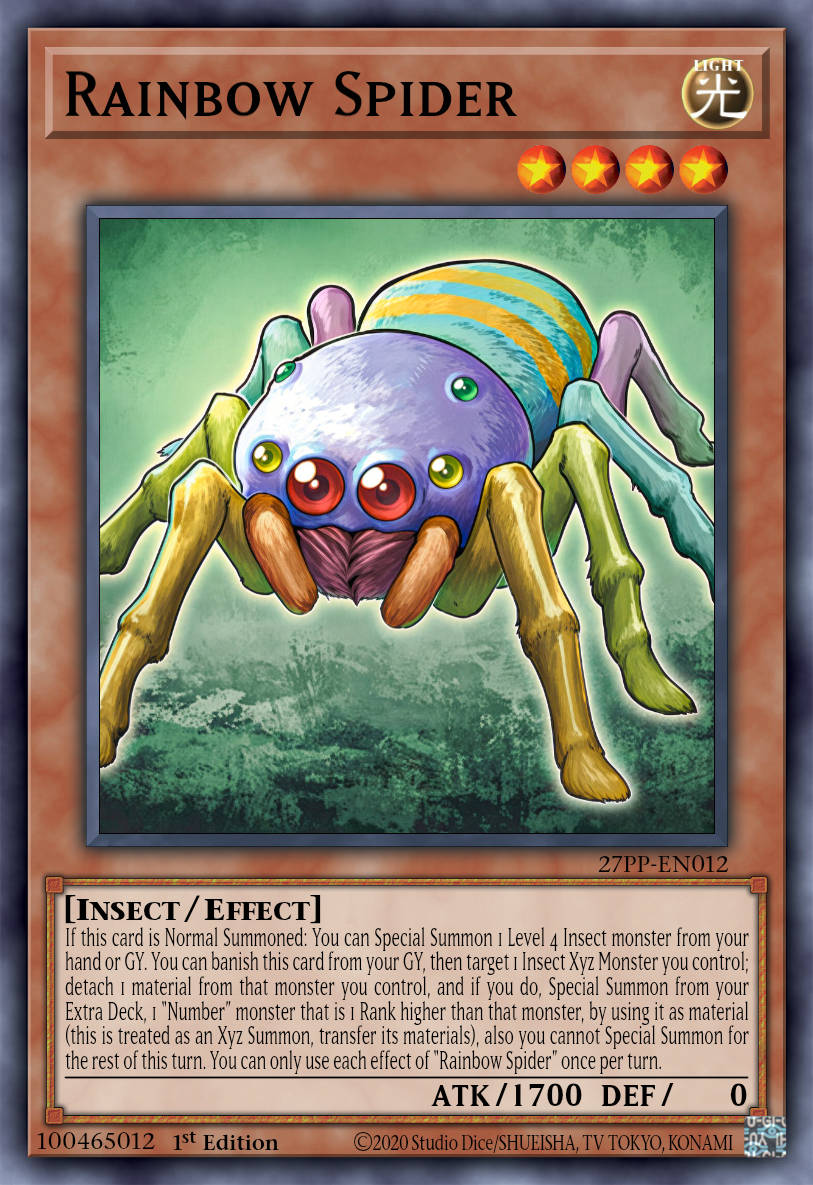 Rainbow Spider
LIGHT
光
27PP-EN012
[Insect / Effect]
If this card is Normal Summoned: You can Special Summon 1 Level 4 Insect monster from your
hand or GY. You can banish this card from your GY, then target 1 Insect Xyz Monster you control;
detach 1 material from that monster you control, and if you do, Special Summon from your
Extra Deck, 1 "Number" monster that is 1 Rank higher than that monster, by using it as material
(this is treated as an Xyz Summon, transfer its materials), also you cannot Special Summon for
the rest of this turn. You can only use each effect of "Rainbow Spider" once per turn.
ATK / 1700 DEF / 0
100465012 1st Edition ©2020 Studio Dice/SHUEISHA, TV TOKYO, KONAMI